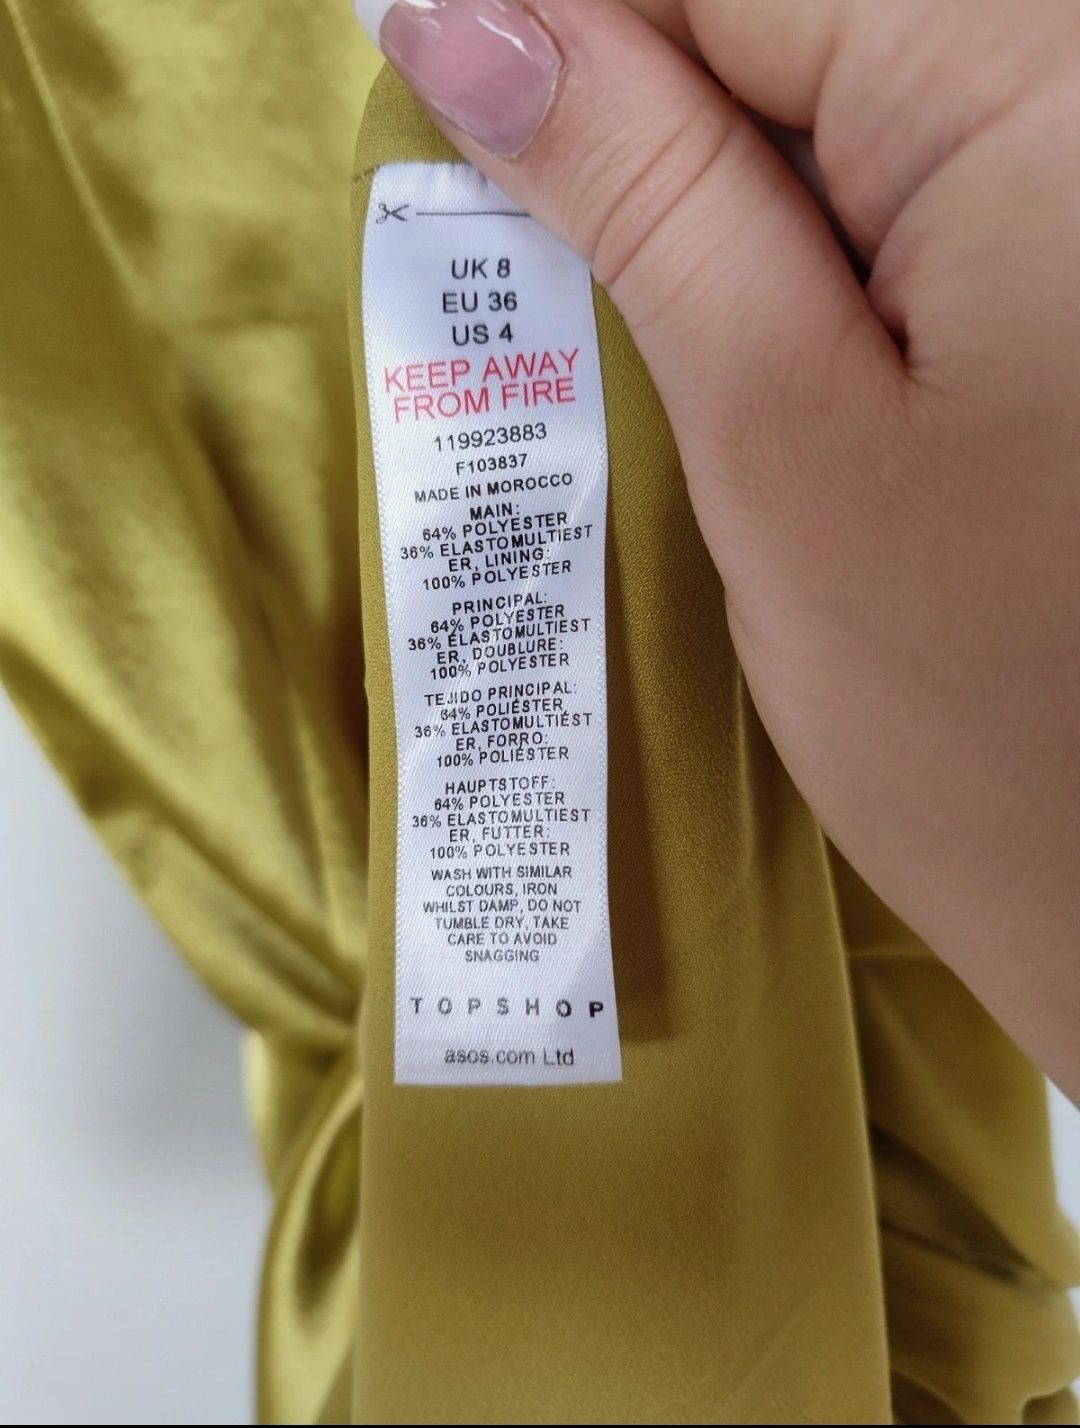 UK 8
EU 36
US 4
KEEP AWAY
FROM FIRE
119923883
F103837
MADE IN MOROCCO
MAIN:
64% POLYESTER
36% ELASTOMULTIEST
ER, LINING:
100% POLYESTER
PRINCIPAL:
64% POLYESTER
36% ÉLASTOMULTIEST
ER, DOUBLURE:
100% POLYESTER
TEJIDO PRINCIPAL:
64% POLIÉSTER
36% ELASTOMULTIÉST
ER, FORRO:
100% POLIÉSTER
HAUPTSTOFF:
64% POLYESTER
36% ELASTOMULTIEST
ER, FUTTER:
100% POLYESTER
WASH WITH SIMILAR
COLOURS, IRON
WHILST DAMP, DO NOT
TUMBLE DRY, TAKE
CARE TO AVOID
SNAGGING
TOPSHOP
asos.com Ltd